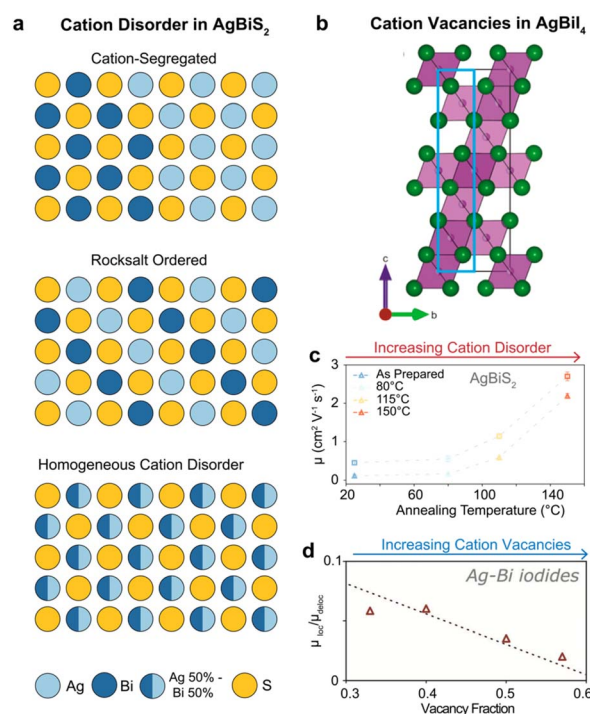 a
Cation Disorder in AgBiS₂
Cation-Segregated
Rocksalt Ordered
Homogeneous Cation Disorder
Ag
Bi
Ag 50% -
Bi 50%
S
b
Cation Vacancies in AgBiI₄
c
b
c
Increasing Cation Disorder
AgBiS₂
As Prepared
80°C
115°C
150°C
3
2
1
0
μ (cm² V⁻¹ s⁻¹)
20 60 100 140
Annealing Temperature (°C)
d
Increasing Cation Vacancies
Ag-Bi iodides
0.1
0
μ loc/μdeloc
0.3 0.4 0.5 0.6
Vacancy Fraction